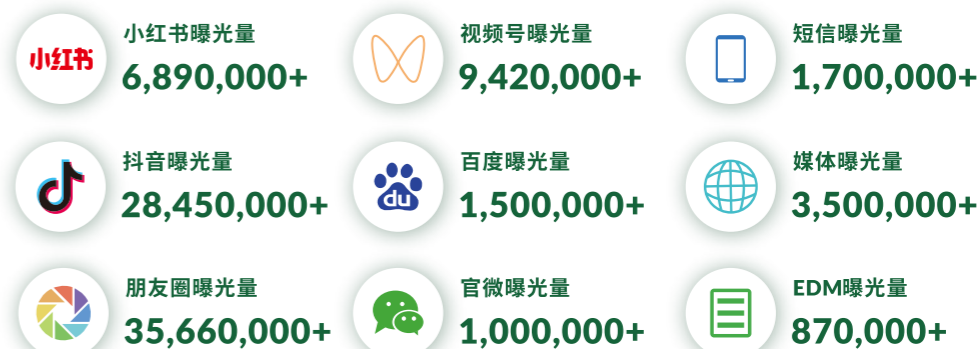 小红书
小红书曝光量
6,890,000+
视频号曝光量
9,420,000+
短信曝光量
1,700,000+
抖音曝光量
28,450,000+
du
百度曝光量
1,500,000+
媒体曝光量
3,500,000+
朋友圈曝光量
35,660,000+
官微曝光量
1,000,000+
EDM曝光量
870,000+